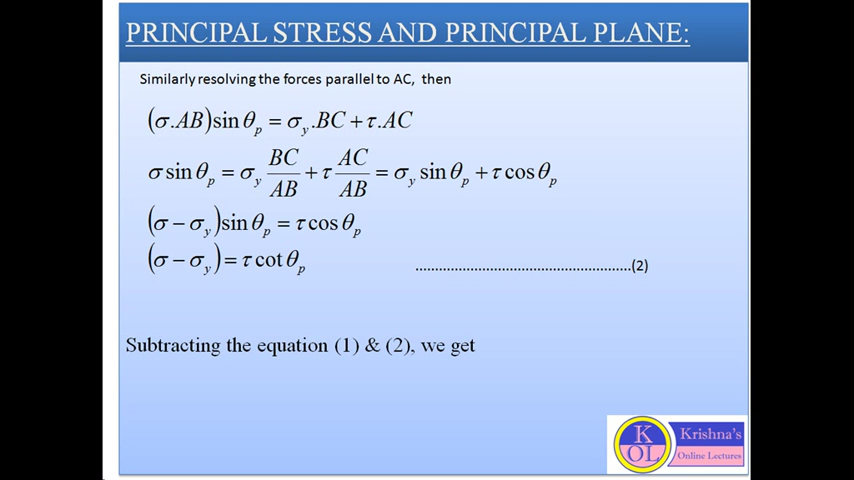 PRINCIPAL STRESS AND PRINCIPAL PLANE:
Similarly resolving the forces parallel to AC, then
(σ.AB)sin θp = σy.BC + τ.AC
σ sin θp = σy BC/AB + τ AC/AB = σy sin θp + τ cos θp
(σ − σy)sin θp = τ cos θp
(σ − σy) = τ cot θp ......................................................(2)
Subtracting the equation (1) & (2), we get
K
OL
Krishna's
Online Lectures